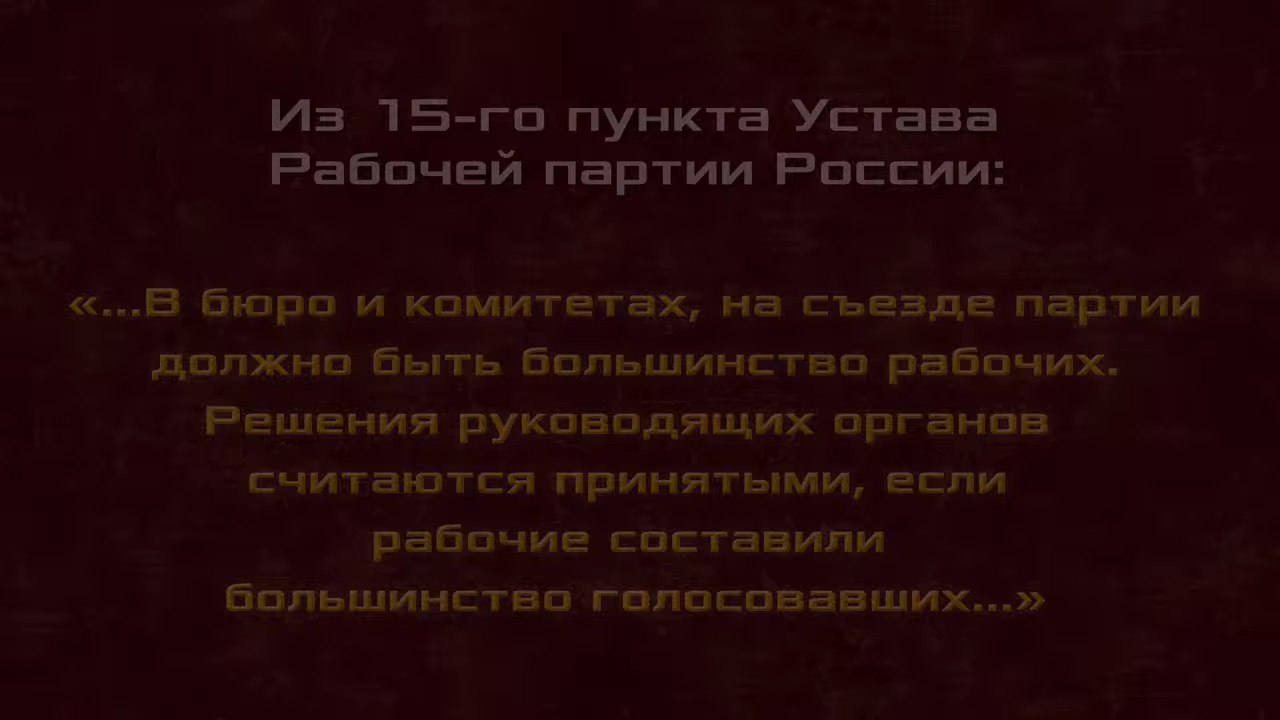 Из 15-го пункта Устава
Рабочей партии России:
«...В бюро и комитетах, на съезде партии
должно быть большинство рабочих.
Решения руководящих органов
считаются принятыми, если
рабочие составили
большинство голосовавших...»